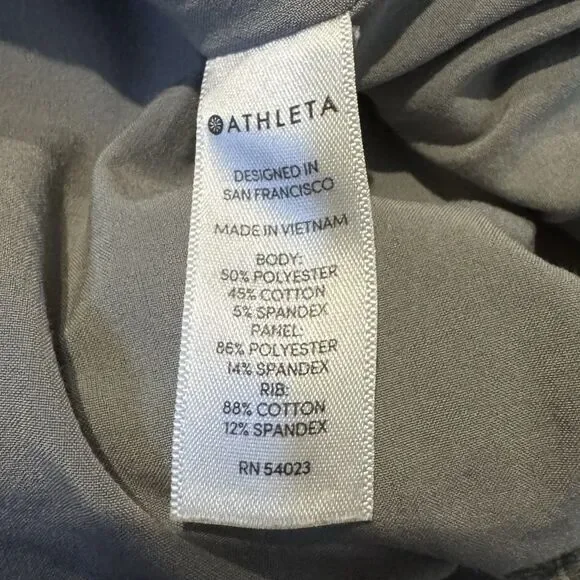 ATHLETA
DESIGNED IN
SAN FRANCISCO
MADE IN VIETNAM
BODY:
50% POLYESTER
45% COTTON
5% SPANDEX
PANEL:
86% POLYESTER
14% SPANDEX
RIB:
88% COTTON
12% SPANDEX
RN 54023